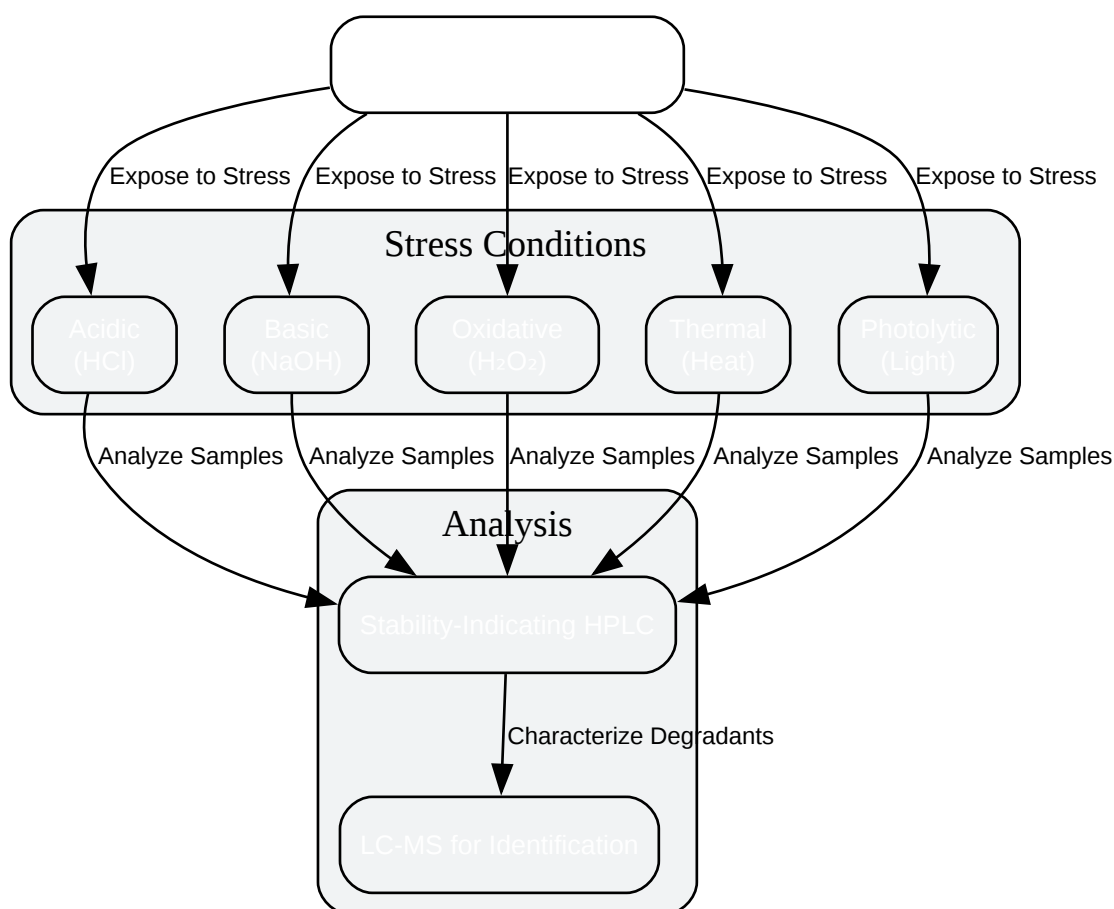 Expose to Stress
Expose to Stress
Expose to Stress
Expose to Stress
Expose to Stress
Stress Conditions
Acidic
(HCl)
Basic
(NaOH)
Oxidative
(H₂O₂)
Thermal
(Heat)
Photolytic
(Light)
Analyze Samples
Analyze Samples
Analyze Samples
Analyze Samples
Analyze Samples
Analysis
Stability-Indicating HPLC
Characterize Degradants
LC-MS for Identification